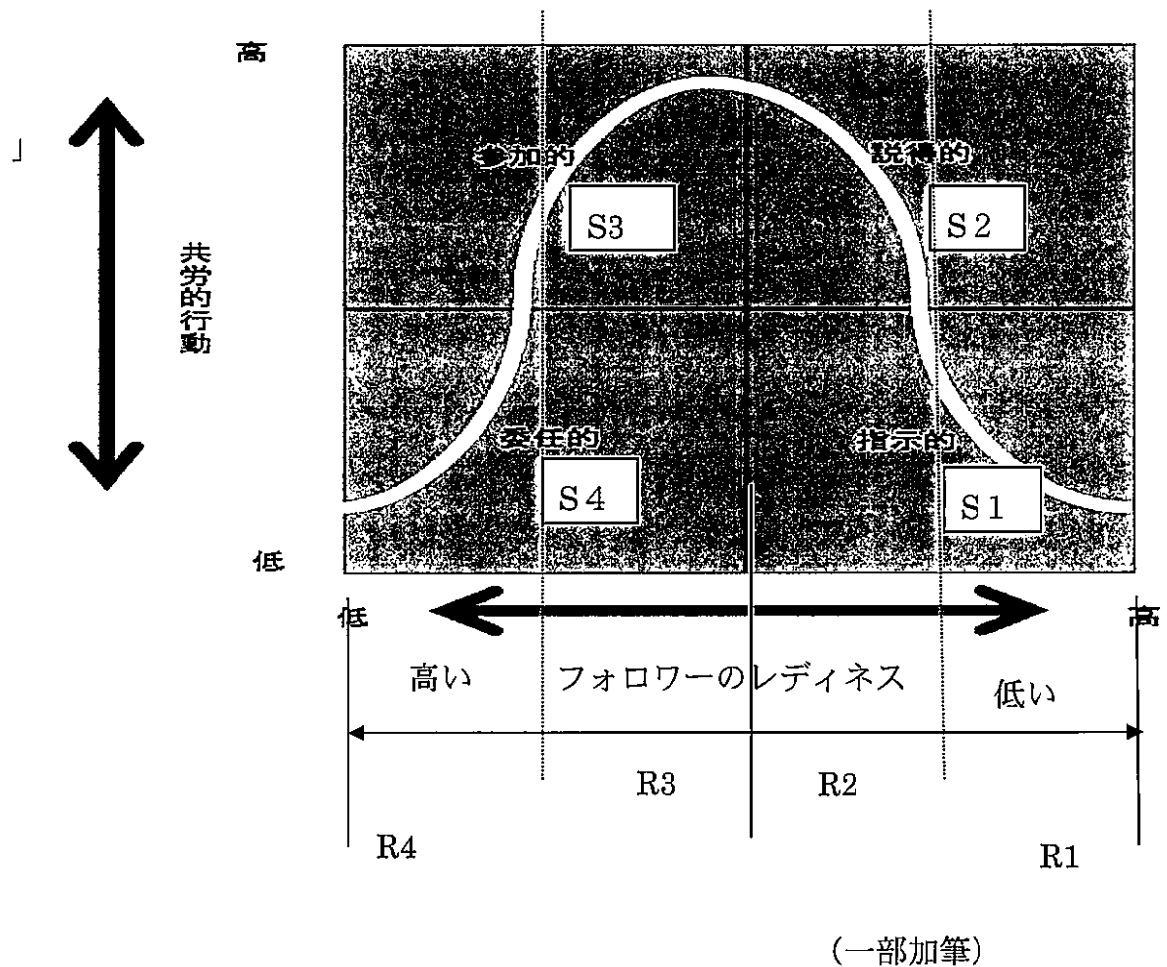 高
」
参加的
説得的
S3
S２
共労的行動
委任的
指示的
S４
S１
低
低
高
高い
フォロワーのレディネス
低い
R3
R2
R4
R1
（一部加筆）